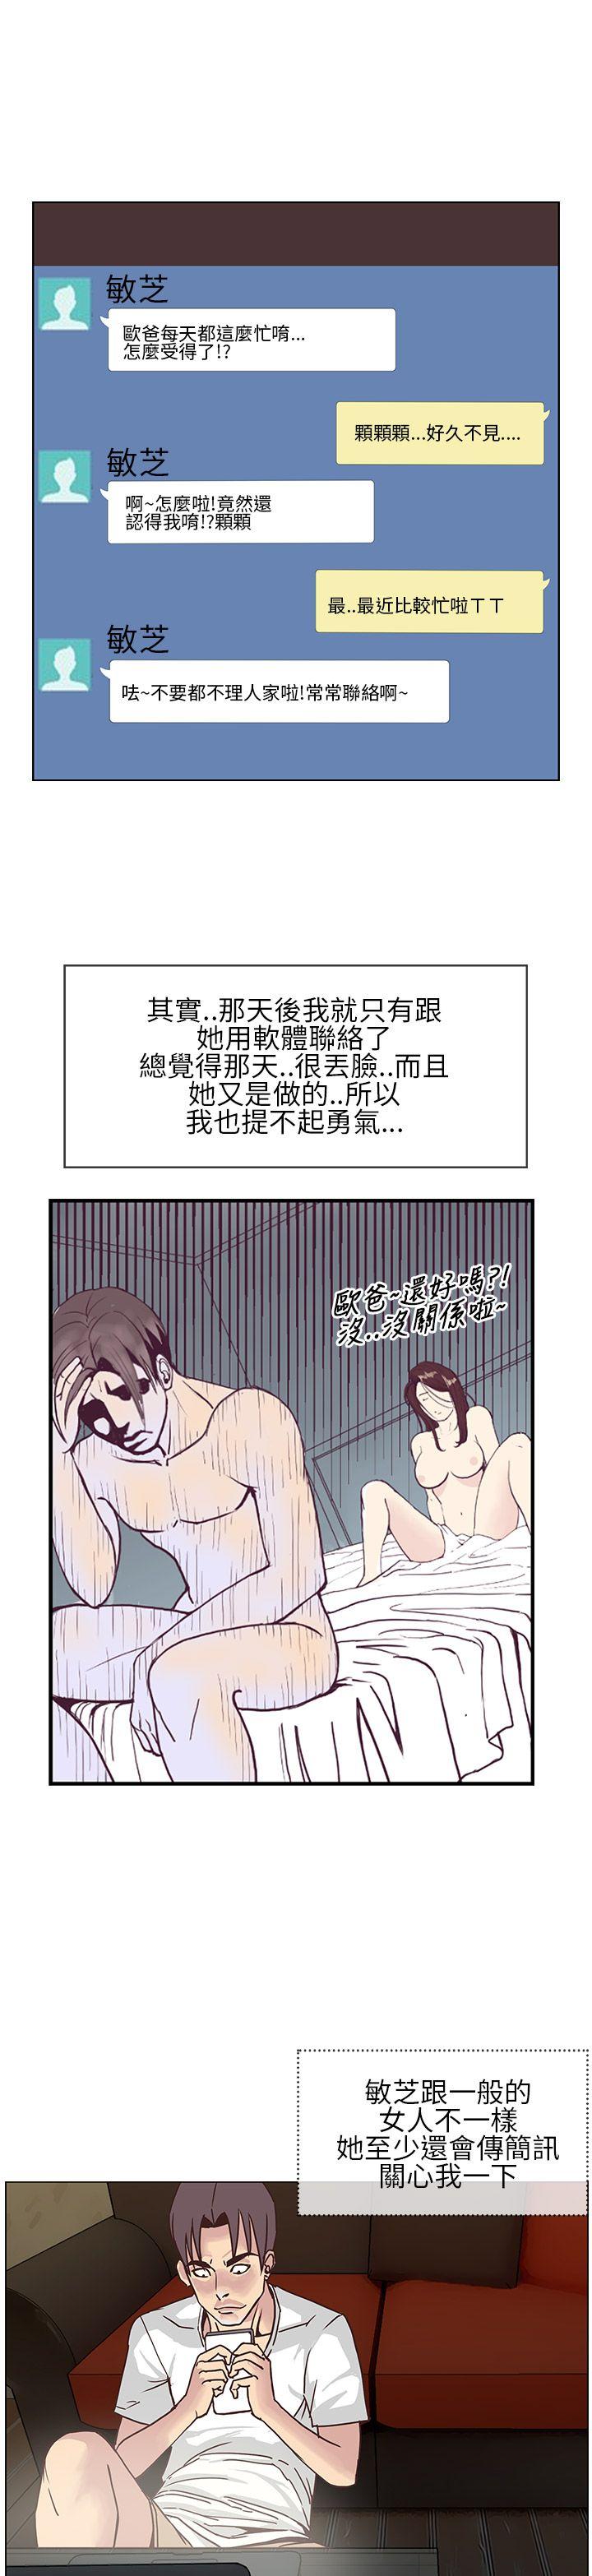 敏芝
歐爸每天都這麼忙唷...
怎麼受得了!?
顆顆顆...好久不見....
敏芝
啊~怎麼啦!竟然還
認得我唷!?顆顆
最..最近比較忙啦ＴＴ
敏芝
呿~不要都不理人家啦!常常聯絡啊~
其實..那天後我就只有跟
她用軟體聯絡了
總覺得那天..很丟臉..而且
她又是做的..所以
我也提不起勇氣...
歐爸~還好嗎?!
沒..沒關係啦~
敏芝跟一般的
女人不一樣
她至少還會傳簡訊
關心我一下